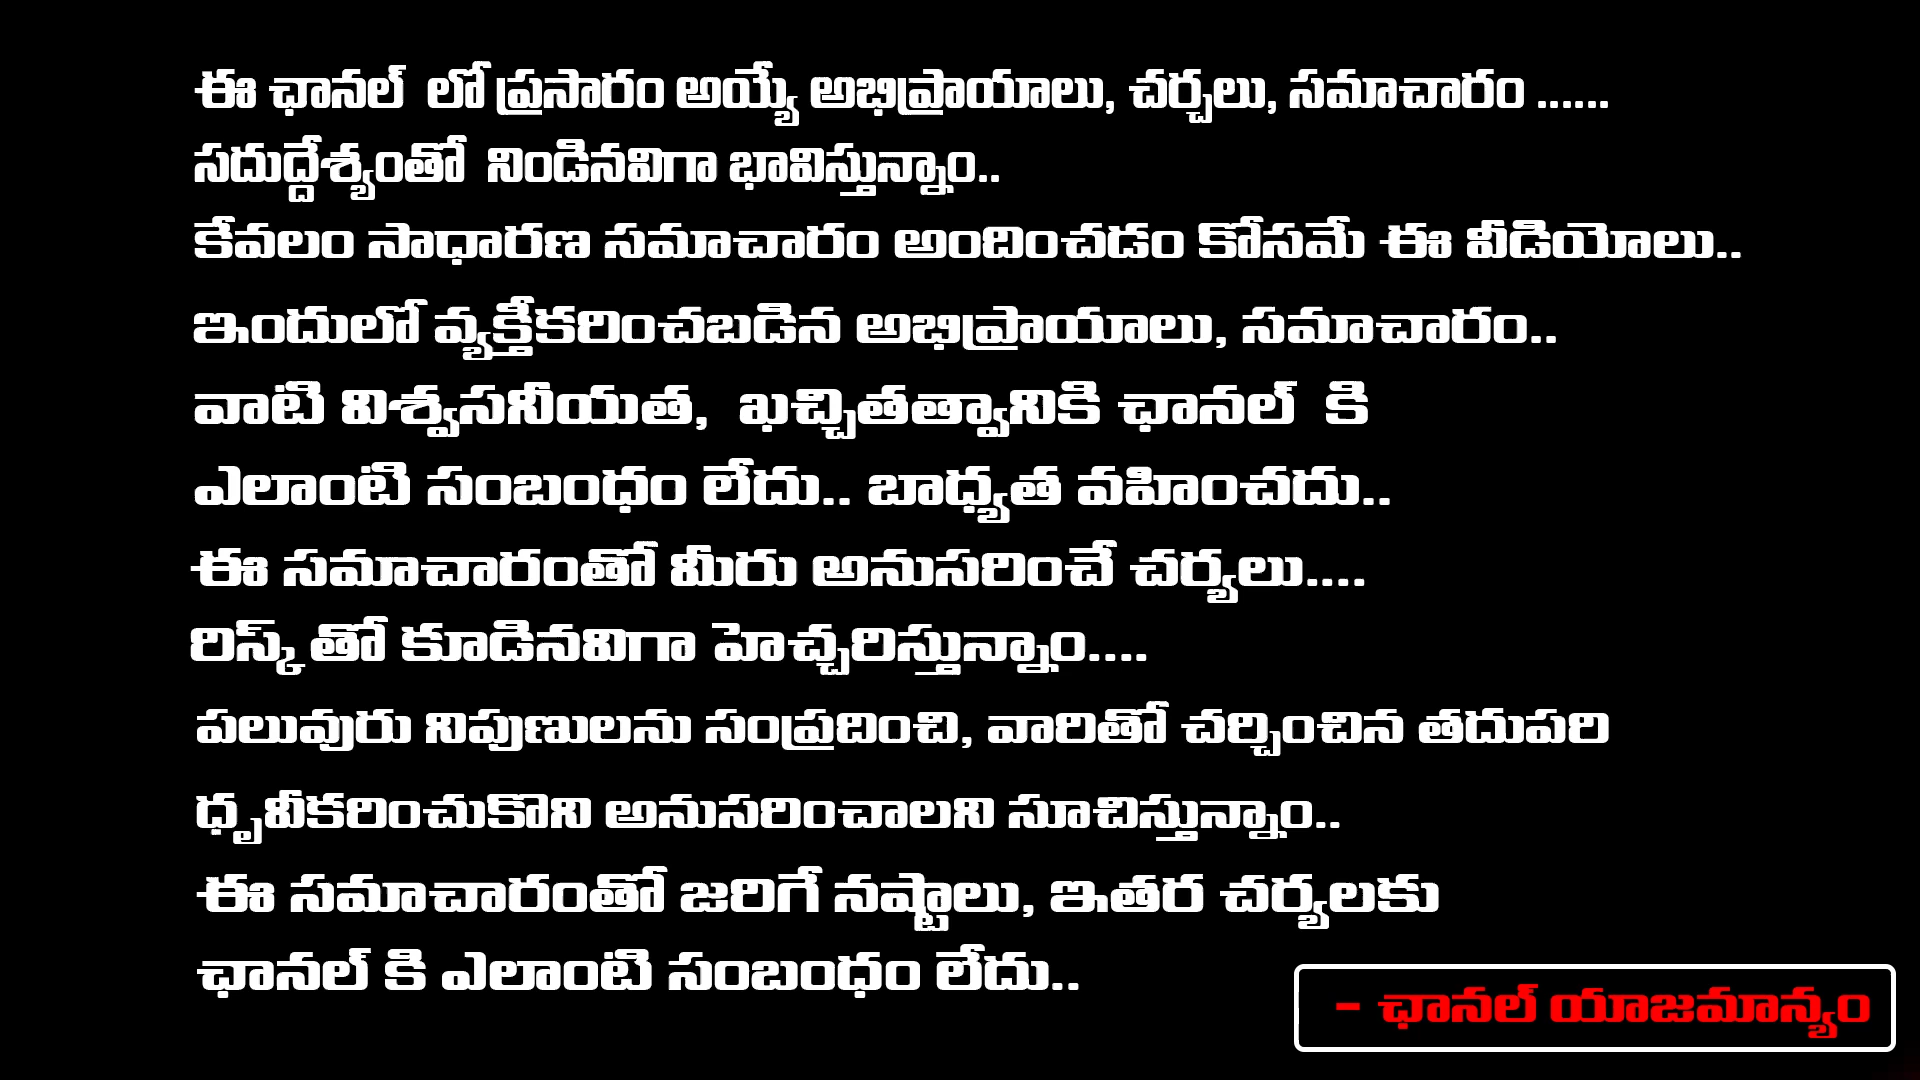 ఈ ఛానల్ లో ప్రసారం అయ్యే అభిప్రాయాలు, చర్చలు, సమాచారం ......
సదుద్దేశ్యంతో నిండినవిగా భావిస్తున్నాం..
కేవలం సాధారణ సమాచారం అందించడం కోసమే ఈ వీడియోలు..
ఇందులో వ్యక్తీకరించబడిన అభిప్రాయాలు, సమాచారం..
వాటి విశ్వసనీయత, ఖచ్చితత్వానికి ఛానల్ కి
ఎలాంటి సంబంధం లేదు.. బాధ్యత వహించదు..
ఈ సమాచారంతో మీరు అనుసరించే చర్యలు....
రిస్క్ తో కూడినవిగా హెచ్చరిస్తున్నాం....
పలువురు నిపుణులను సంప్రదించి, వారితో చర్చించిన తదుపరి
ధృవీకరించుకొని అనుసరించాలని సూచిస్తున్నాం..
ఈ సమాచారంతో జరిగే నష్టాలు, ఇతర చర్యలకు
ఛానల్ కి ఎలాంటి సంబంధం లేదు..
- ఛానల్ యాజమాన్యం